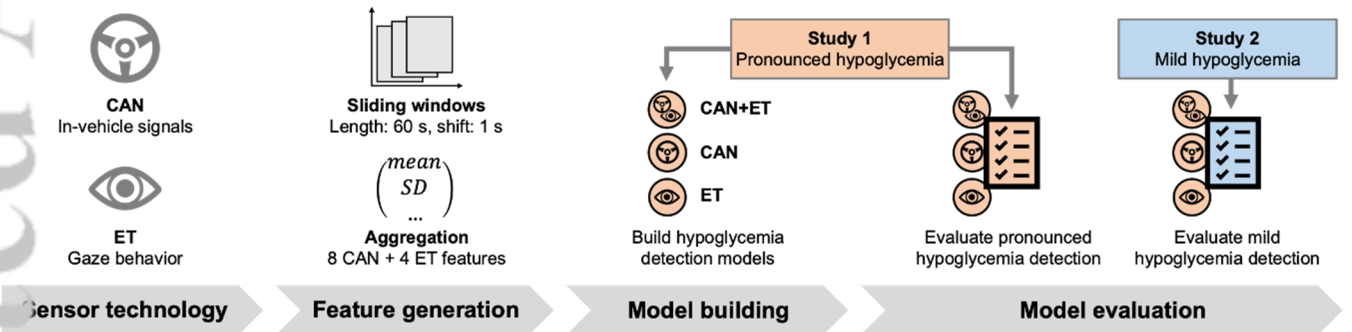 CAN
In-vehicle signals
ET
Gaze behavior
Sensor technology
Sliding windows
Length: 60 s, shift: 1 s
mean
SD
...
Aggregation
8 CAN + 4 ET features
Feature generation
Study 1
Pronounced hypoglycemia
CAN+ET
CAN
ET
Build hypoglycemia
detection models
Model building
Evaluate pronounced
hypoglycemia detection
Study 2
Mild hypoglycemia
Evaluate mild
hypoglycemia detection
Model evaluation